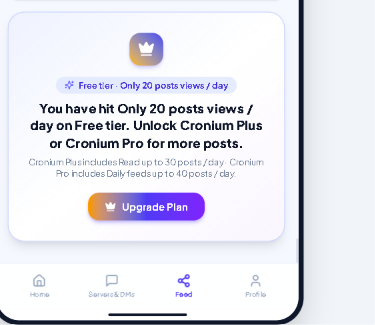 Free tier · Only 20 posts views / day
You have hit Only 20 posts views /
day on Free tier. Unlock Cronium Plus
or Cronium Pro for more posts.
Cronium Plus includes Read up to 30 posts / day · Cronium
Pro includes Daily feeds up to 40 posts / day.
Upgrade Plan
Home
Servers & DMs
Feed
Profile